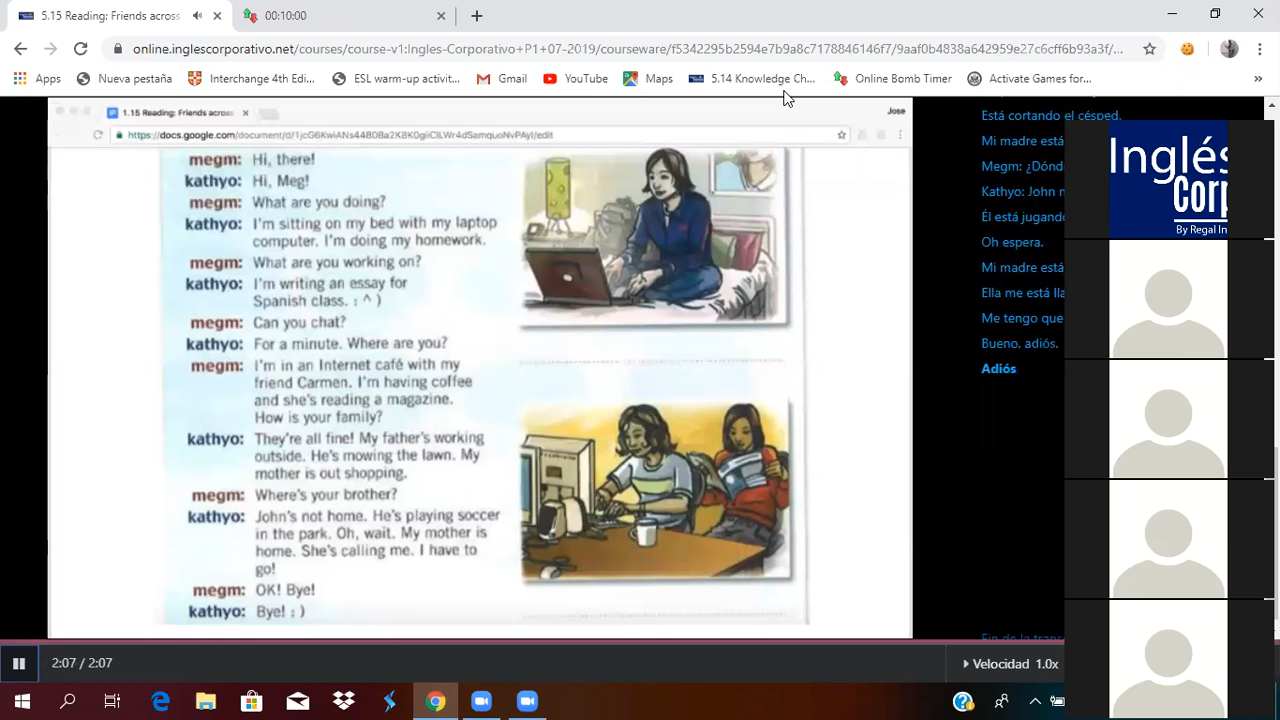 5.15 Reading: Friends across
00:10:00
online.inglescorporativo.net/courses/course-v1:Ingles-Corporativo+P1+07-2019/courseware/f5342295b2594e7b9a8c7178846146f7/9aaf0b4838a642959e27c6cff6b93a3f/...
Apps
Nueva pestaña
Interchange 4th Edi...
ESL warm-up activit...
Gmail
YouTube
Maps
5.14 Knowledge Ch...
Online Bomb Timer
Activate Games for...
»
1.15 Reading: Friends across
Jose
megm: Hi, there!
kathyo: Hi, Meg!
megm: What are you doing?
kathyo: I'm sitting on my bed with my laptop
computer. I'm doing my homework.
megm: What are you working on?
kathyo: I'm writing an essay for
Spanish class. : ^ )
megm: Can you chat?
kathyo: For a minute. Where are you?
megm: I'm in an Internet café with my
friend Carmen. I'm having coffee
and she's reading a magazine.
How is your family?
kathyo: They're all fine! My father's working
outside. He's mowing the lawn. My
mother is out shopping.
megm: Where's your brother?
kathyo: John's not home. He's playing soccer
in the park. Oh, wait. My mother is
home. She's calling me. I have to
go!
megm: OK! Bye!
kathyo: Bye! : )
Está cortando el césped.
Mi madre está
Megm: ¿Dónd
Kathyo: John n
Él está jugando
Oh espera.
Mi madre está
Ella me está lla
Me tengo que
Bueno, adiós.
Adiós
Inglés
Corp
By Regal In
2:07 / 2:07
Velocidad 1.0x